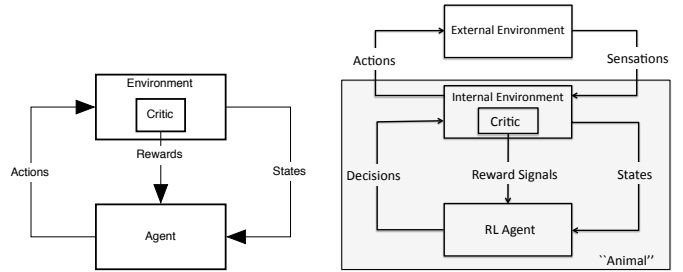 Environment
Critic
Rewards
Actions
States
Agent
External Environment
Actions
Sensations
Internal Environment
Critic
Decisions
Reward Signals
States
RL Agent
``Animal''